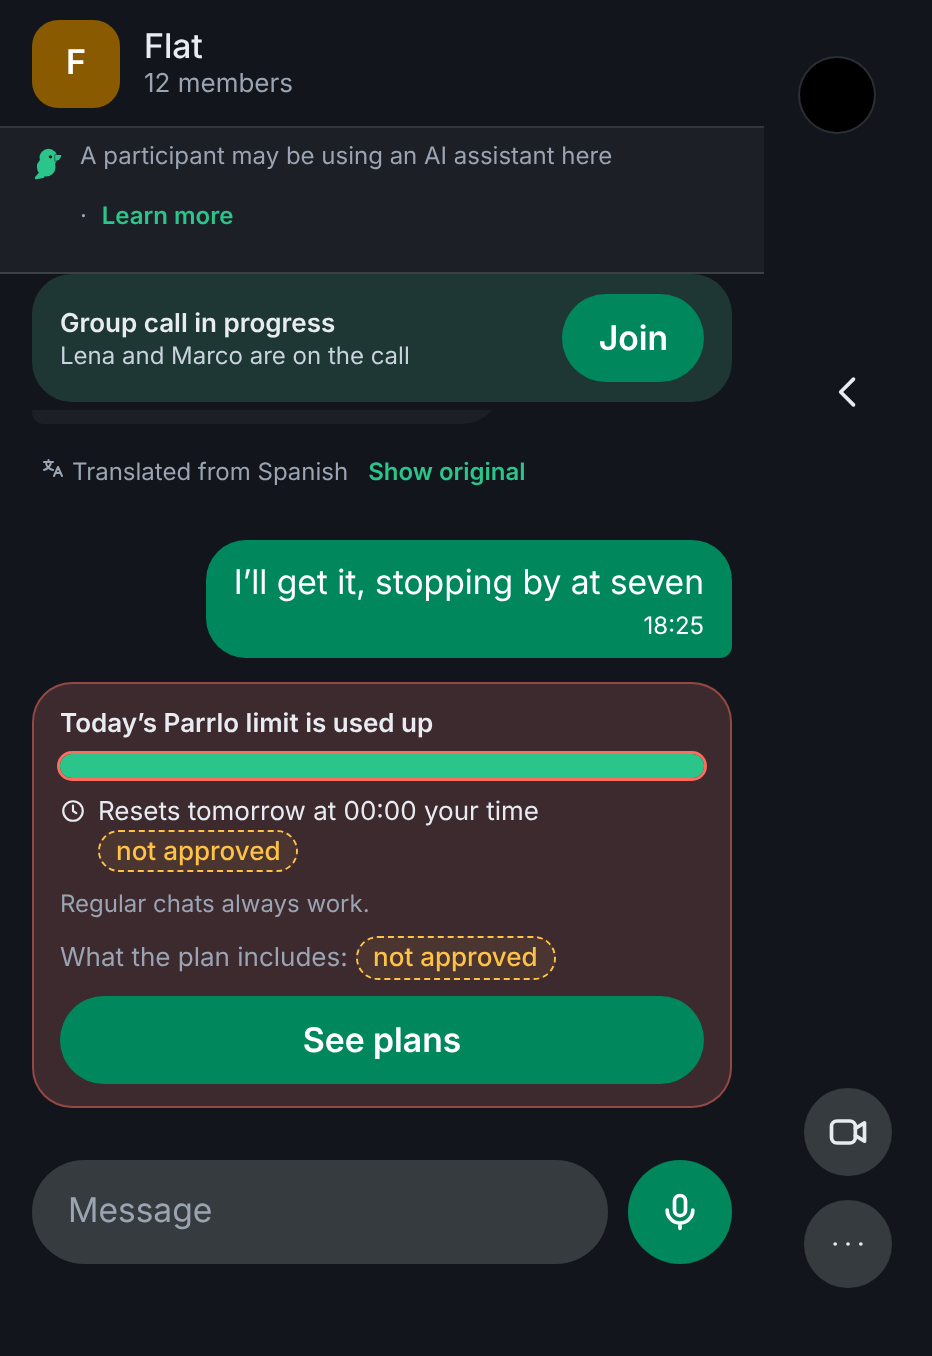 F
Flat
12 members
A participant may be using an AI assistant here
· Learn more
Group call in progress
Lena and Marco are on the call
Join
Translated from Spanish Show original
I’ll get it, stopping by at seven
18:25
Today’s Parrlo limit is used up
Resets tomorrow at 00:00 your time
not approved
Regular chats always work.
What the plan includes: not approved
See plans
Message